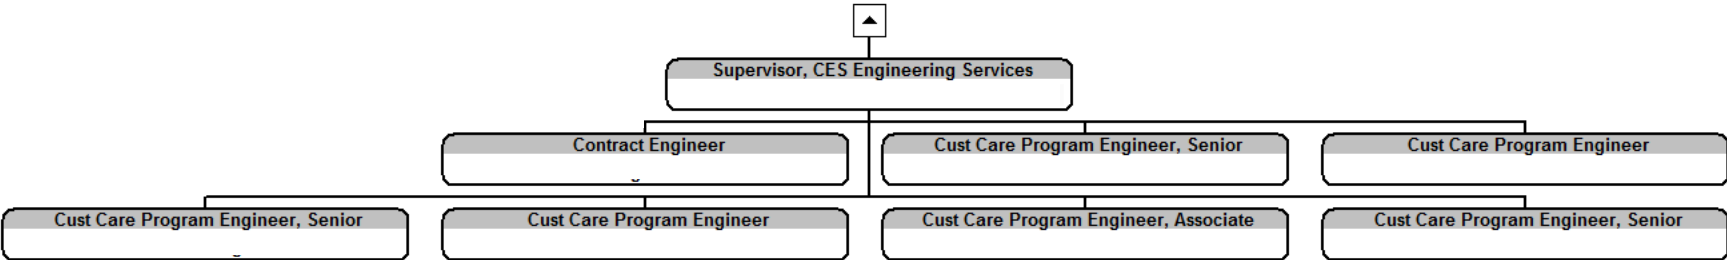 Supervisor, CES Engineering Services
Contract Engineer
Cust Care Program Engineer, Senior
Cust Care Program Engineer
Cust Care Program Engineer, Senior
Cust Care Program Engineer
Cust Care Program Engineer, Associate
Cust Care Program Engineer, Senior